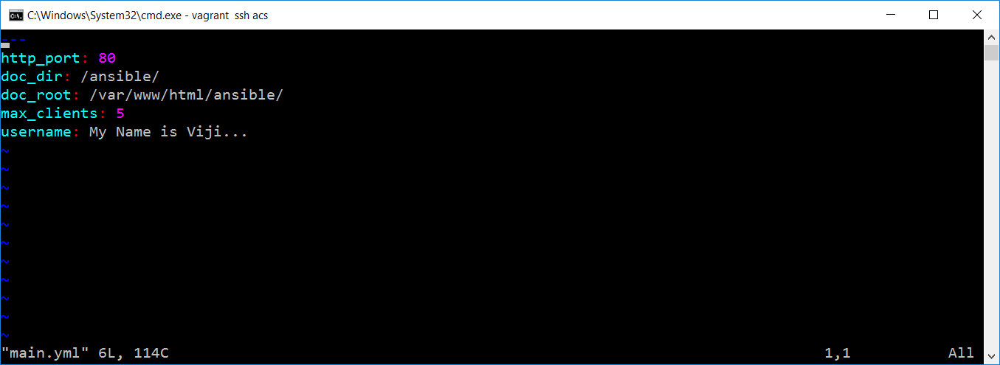 C:\Windows\System32\cmd.exe - vagrant  ssh acs
---
http_port: 80
doc_dir: /ansible/
doc_root: /var/www/html/ansible/
max_clients: 5
username: My Name is Viji...
~
~
~
~
~
~
~
~
~
~
~
"main.yml" 6L, 114C 1,1 All